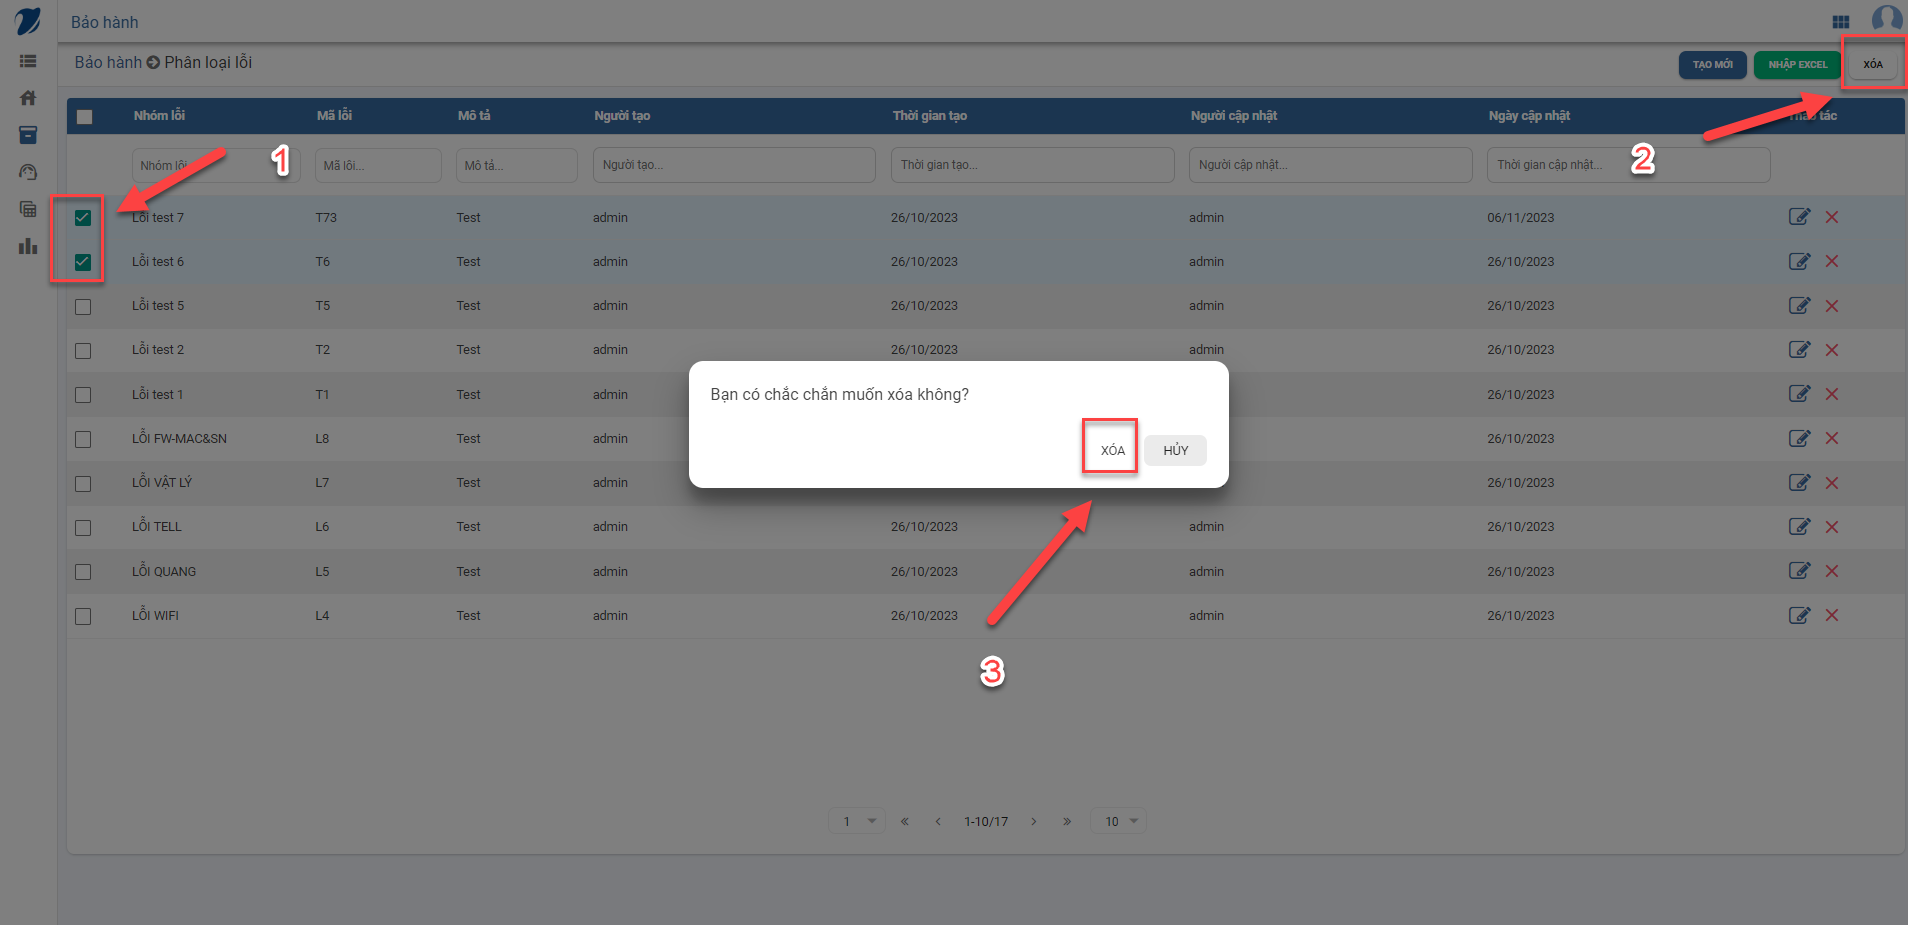 Bảo hành
Bảo hành Phân loại lỗi
TẠO MỚI NHẬP EXCEL XÓA
Nhóm lỗi Mã lỗi Mô tả Người tạo Thời gian tạo Người cập nhật Ngày cập nhật tác
Nhóm lỗi Mã lỗi... Mô tả... Người tạo... Thời gian tạo... Người cập nhật... Thời gian cập nhật...
1
2
Lỗi test 7 T73 Test admin 26/10/2023 admin 06/11/2023
Lỗi test 6 T6 Test admin 26/10/2023 admin 26/10/2023
Lỗi test 5 T5 Test admin 26/10/2023 admin 26/10/2023
Lỗi test 2 T2 Test admin 26/10/2023 admin 26/10/2023
Lỗi test 1 T1 Test admin 26/10/2023
LỖI FW-MAC&SN L8 Test admin 26/10/2023
LỖI VẬT LÝ L7 Test admin 26/10/2023
LỖI TELL L6 Test admin 26/10/2023 admin 26/10/2023
LỖI QUANG L5 Test admin 26/10/2023 admin 26/10/2023
LỖI WIFI L4 Test admin 26/10/2023 admin 26/10/2023
Bạn có chắc chắn muốn xóa không?
XÓA HỦY
3
1 « ‹ 1-10/17 › » 10